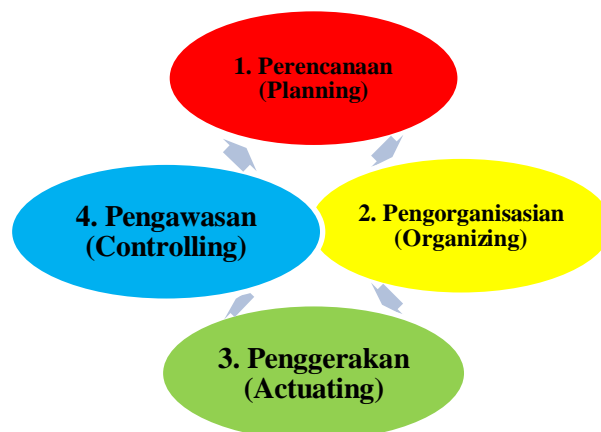 1. Perencanaan
(Planning)
2. Pengorganisasian
(Organizing)
3. Penggerakan
(Actuating)
4. Pengawasan
(Controlling)